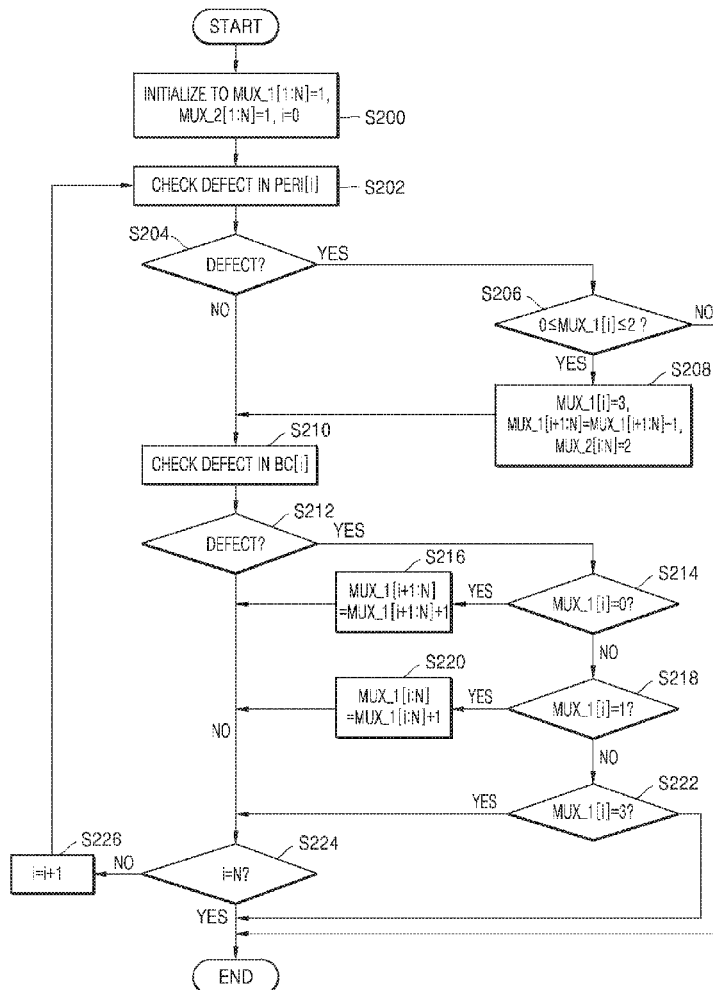 START
INITIALIZE TO MUX_1[1:N]=1,
MUX_2[1:N]=1, i=0
S200
CHECK DEFECT IN PERI[i]
S202
S204
DEFECT?
YES
NO
S206
0≤MUX_1[i]≤2 ?
NO
YES
S208
MUX_1[i]=3,
MUX_1[i+1:N]=MUX_1[i+1:N]-1,
MUX_2[i:N]=2
S210
CHECK DEFECT IN BC[i]
S212
DEFECT?
YES
NO
S214
MUX_1[i]=0?
YES
NO
S216
MUX_1[i+1:N]
=MUX_1[i+1:N]+1
S218
MUX_1[i]=1?
YES
NO
S220
MUX_1[i:N]
=MUX_1[i:N]+1
S222
MUX_1[i]=3?
YES
S224
i=N?
NO
YES
S226
i=i+1
END